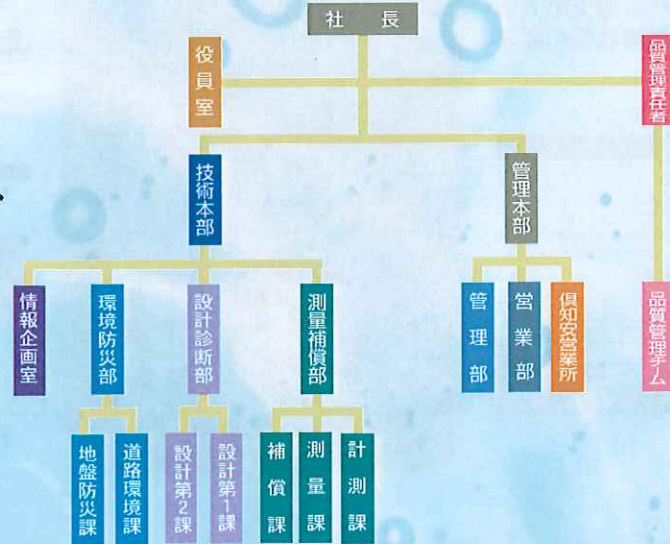 社長
役員室
品質管理責任者
技術本部
管理本部
情報企画室
環境防災部
設計診断部
測量補償部
管理部
営業部
倶知安営業所
品質管理チーム
地盤防災課
道路環境課
設計第2課
設計第1課
補償課
測量課
計測課